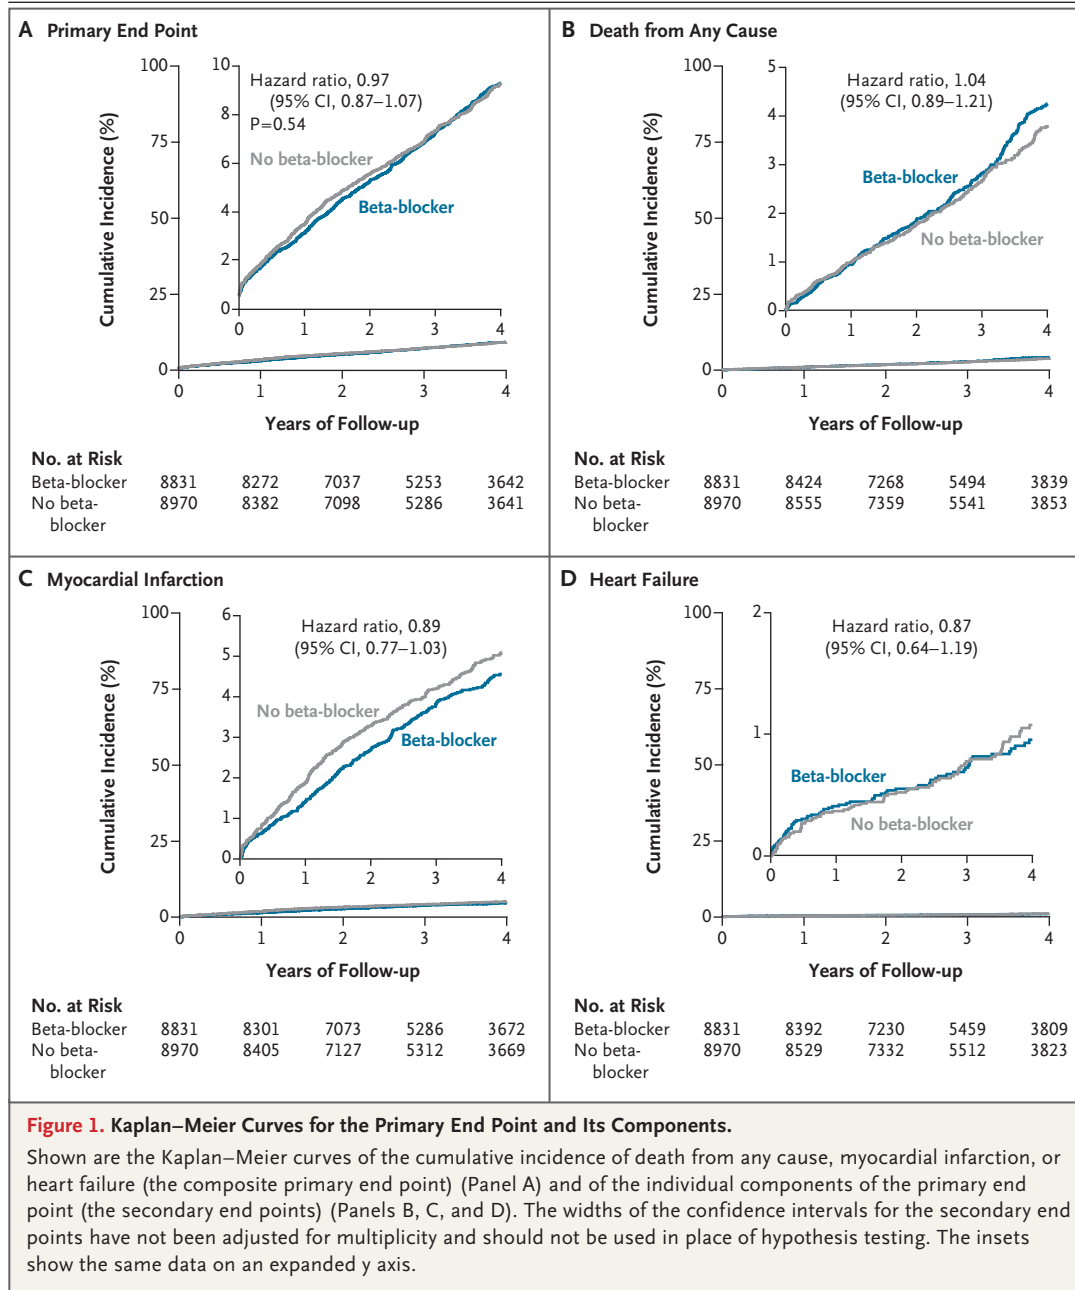 A Primary End Point
Cumulative Incidence (%)
100
75
50
25
0
10
8
6
4
2
0
Hazard ratio, 0.97
(95% CI, 0.87–1.07)
P=0.54
No beta-blocker
Beta-blocker
0 1 2 3 4
0 1 2 3 4
Years of Follow-up
No. at Risk
Beta-blocker 8831 8272 7037 5253 3642
No beta- 8970 8382 7098 5286 3641
blocker
B Death from Any Cause
Cumulative Incidence (%)
100
75
50
25
0
5
4
3
2
1
0
Hazard ratio, 1.04
(95% CI, 0.89–1.21)
Beta-blocker
No beta-blocker
0 1 2 3 4
0 1 2 3 4
Years of Follow-up
No. at Risk
Beta-blocker 8831 8424 7268 5494 3839
No beta- 8970 8555 7359 5541 3853
blocker
C Myocardial Infarction
Cumulative Incidence (%)
100
75
50
25
0
6
5
4
3
2
1
0
Hazard ratio, 0.89
(95% CI, 0.77–1.03)
No beta-blocker
Beta-blocker
0 1 2 3 4
0 1 2 3 4
Years of Follow-up
No. at Risk
Beta-blocker 8831 8301 7073 5286 3672
No beta- 8970 8405 7127 5312 3669
blocker
D Heart Failure
Cumulative Incidence (%)
100
75
50
25
0
2
1
0
Hazard ratio, 0.87
(95% CI, 0.64–1.19)
Beta-blocker
No beta-blocker
0 1 2 3 4
0 1 2 3 4
Years of Follow-up
No. at Risk
Beta-blocker 8831 8392 7230 5459 3809
No beta- 8970 8529 7332 5512 3823
blocker
Figure 1. Kaplan–Meier Curves for the Primary End Point and Its Components.
Shown are the Kaplan–Meier curves of the cumulative incidence of death from any cause, myocardial infarction, or
heart failure (the composite primary end point) (Panel A) and of the individual components of the primary end
point (the secondary end points) (Panels B, C, and D). The widths of the confidence intervals for the secondary end
points have not been adjusted for multiplicity and should not be used in place of hypothesis testing. The insets
show the same data on an expanded y axis.